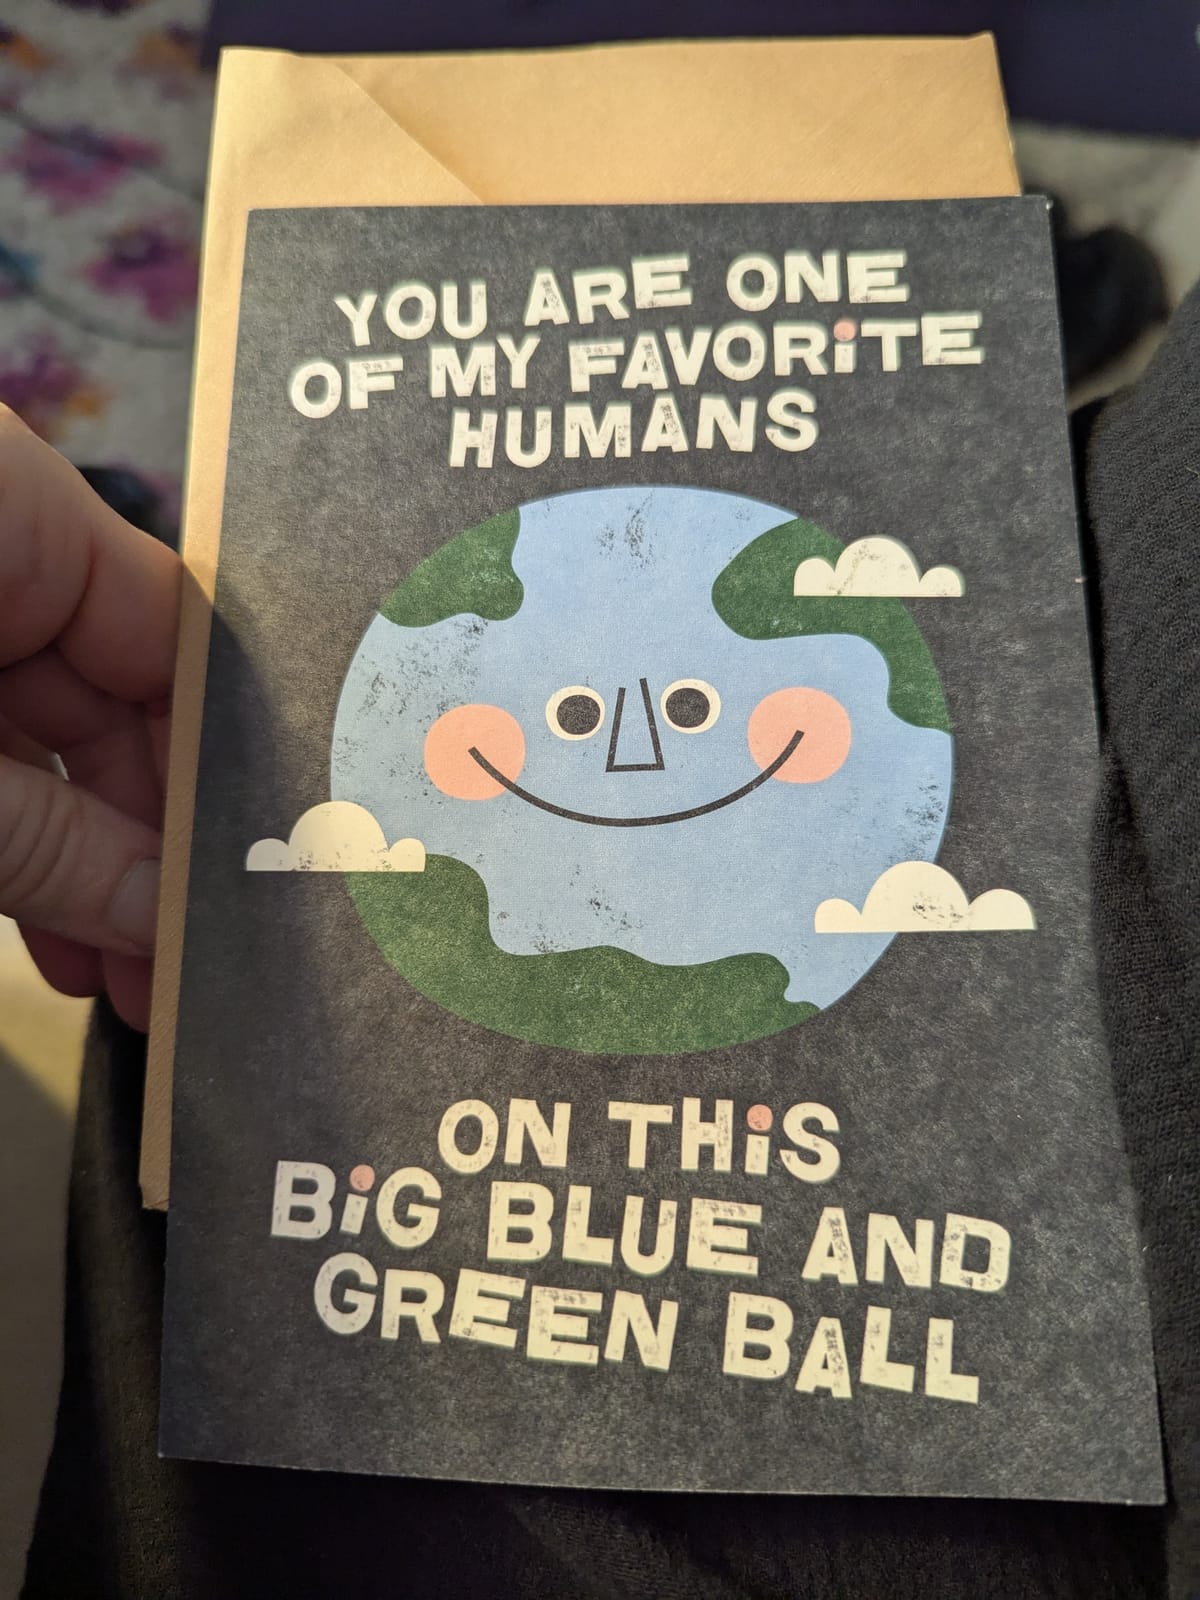 YOU ARE ONE
OF MY FAVORiTE
HUMANS
ON THiS
BiG BLUE AND
GREEN BALL